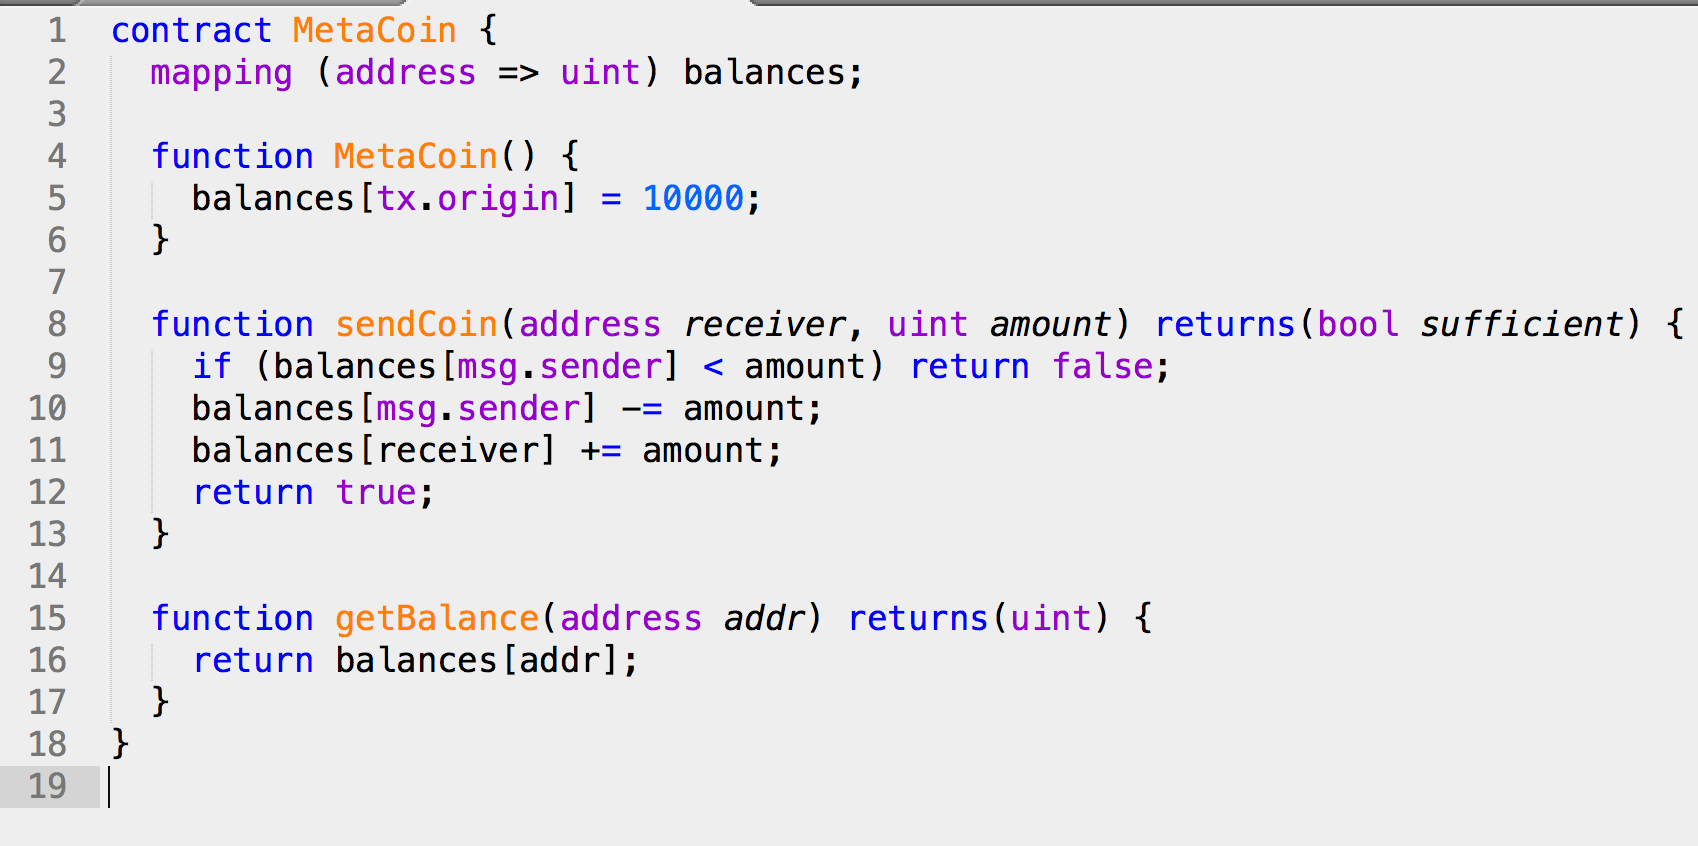 1 contract MetaCoin {
2 mapping (address => uint) balances;
3
4 function MetaCoin() {
5 balances[tx.origin] = 10000;
6 }
7
8 function sendCoin(address receiver, uint amount) returns(bool sufficient) {
9 if (balances[msg.sender] < amount) return false;
10 balances[msg.sender] -= amount;
11 balances[receiver] += amount;
12 return true;
13 }
14
15 function getBalance(address addr) returns(uint) {
16 return balances[addr];
17 }
18 }
19